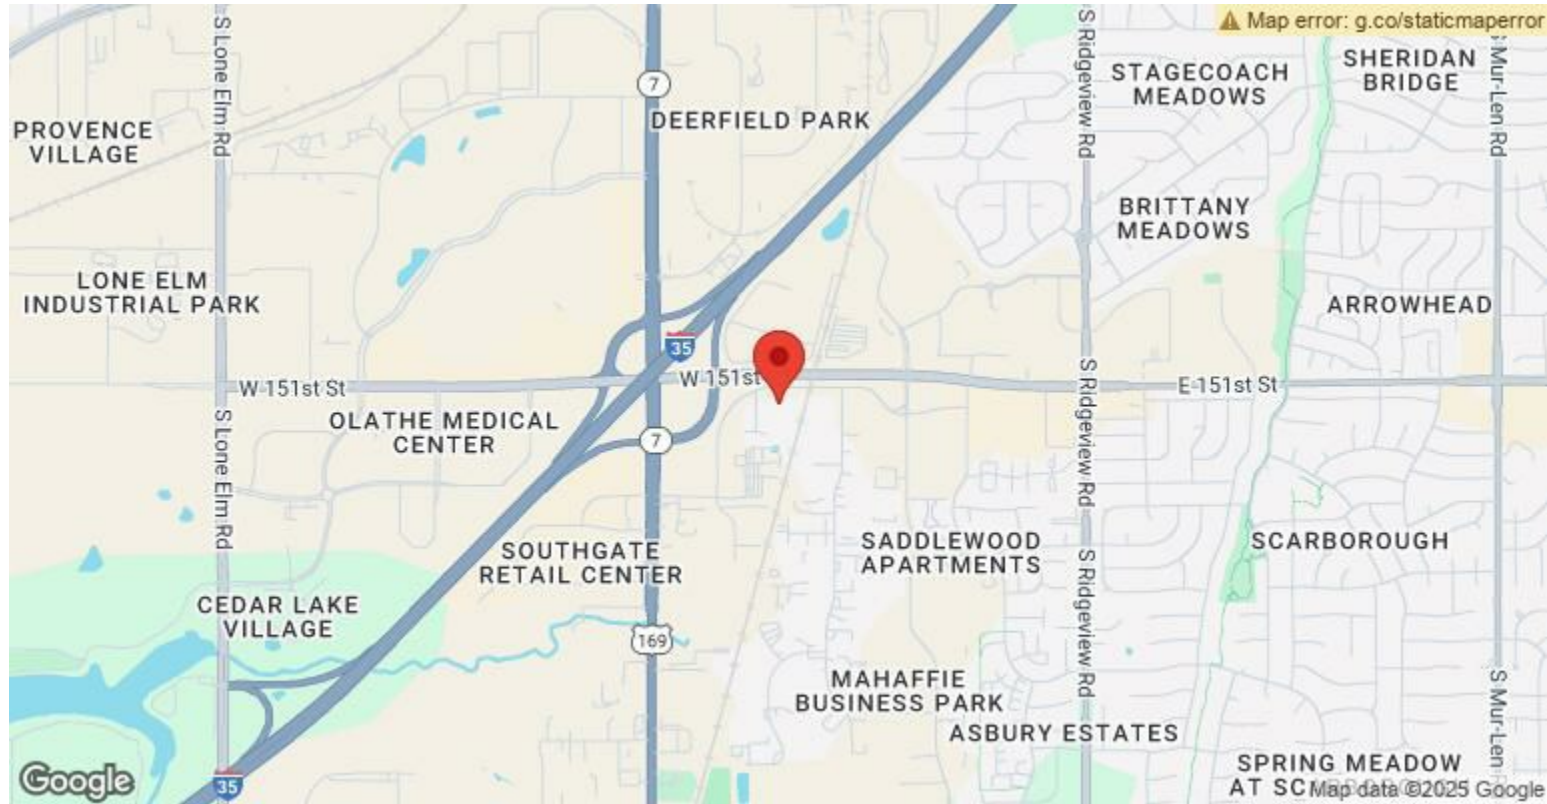 Map error: g.co/staticmaperror
S Lone Elm Rd
7
DEERFIELD PARK
S Ridgeview Rd
STAGECOACH
MEADOWS
SHERIDAN
BRIDGE
S Mur-Len Rd
PROVENCE
VILLAGE
BRITTANY
MEADOWS
LONE ELM
INDUSTRIAL PARK
ARROWHEAD
35
W 151st St
W 151st
E 151st St
S Ridgeview Rd
OLATHE MEDICAL
CENTER
7
S Lone Elm Rd
SOUTHGATE
RETAIL CENTER
SADDLEWOOD
APARTMENTS
SCARBOROUGH
S Ridgeview Rd
CEDAR LAKE
VILLAGE
169
MAHAFFIE
BUSINESS PARK
S Mur-Len
ASBURY ESTATES
SPRING MEADOW
AT SC
35
Google
Map data ©2025 Google